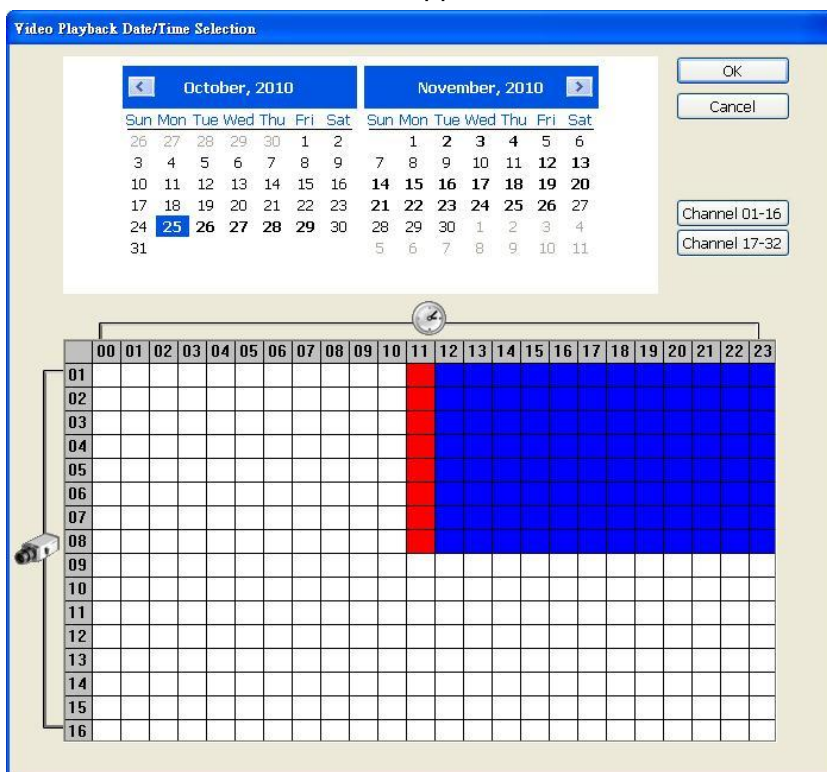 Video Playback Date/Time Selection
October, 2010
Sun Mon Tue Wed Thu Fri Sat
26 27 28 29 30 1 2
3 4 5 6 7 8 9
10 11 12 13 14 15 16
17 18 19 20 21 22 23
24 25 26 27 28 29 30
31
November, 2010
Sun Mon Tue Wed Thu Fri Sat
1 2 3 4 5 6
7 8 9 10 11 12 13
14 15 16 17 18 19 20
21 22 23 24 25 26 27
28 29 30 1 2 3 4
5 6 7 8 9 10 11
OK
Cancel
Channel 01-16
Channel 17-32
00 01 02 03 04 05 06 07 08 09 10 11 12 13 14 15 16 17 18 19 20 21 22 23
01
02
03
04
05
06
07
08
09
10
11
12
13
14
15
16